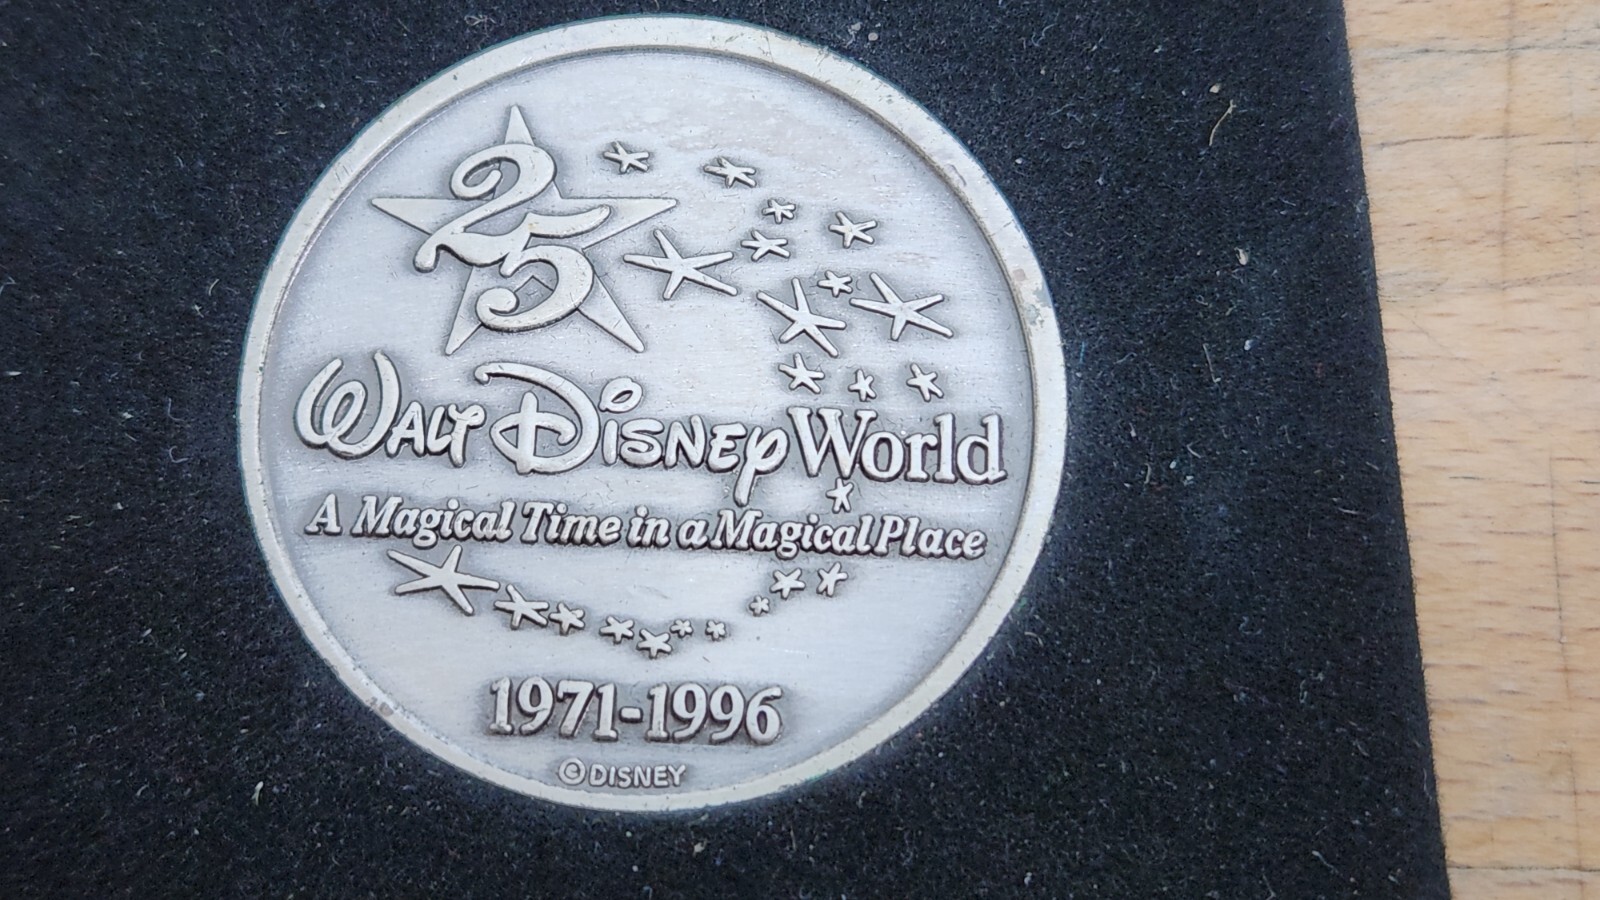 25
Walt Disney World
A Magical Time in a Magical Place
1971-1996
©DISNEY